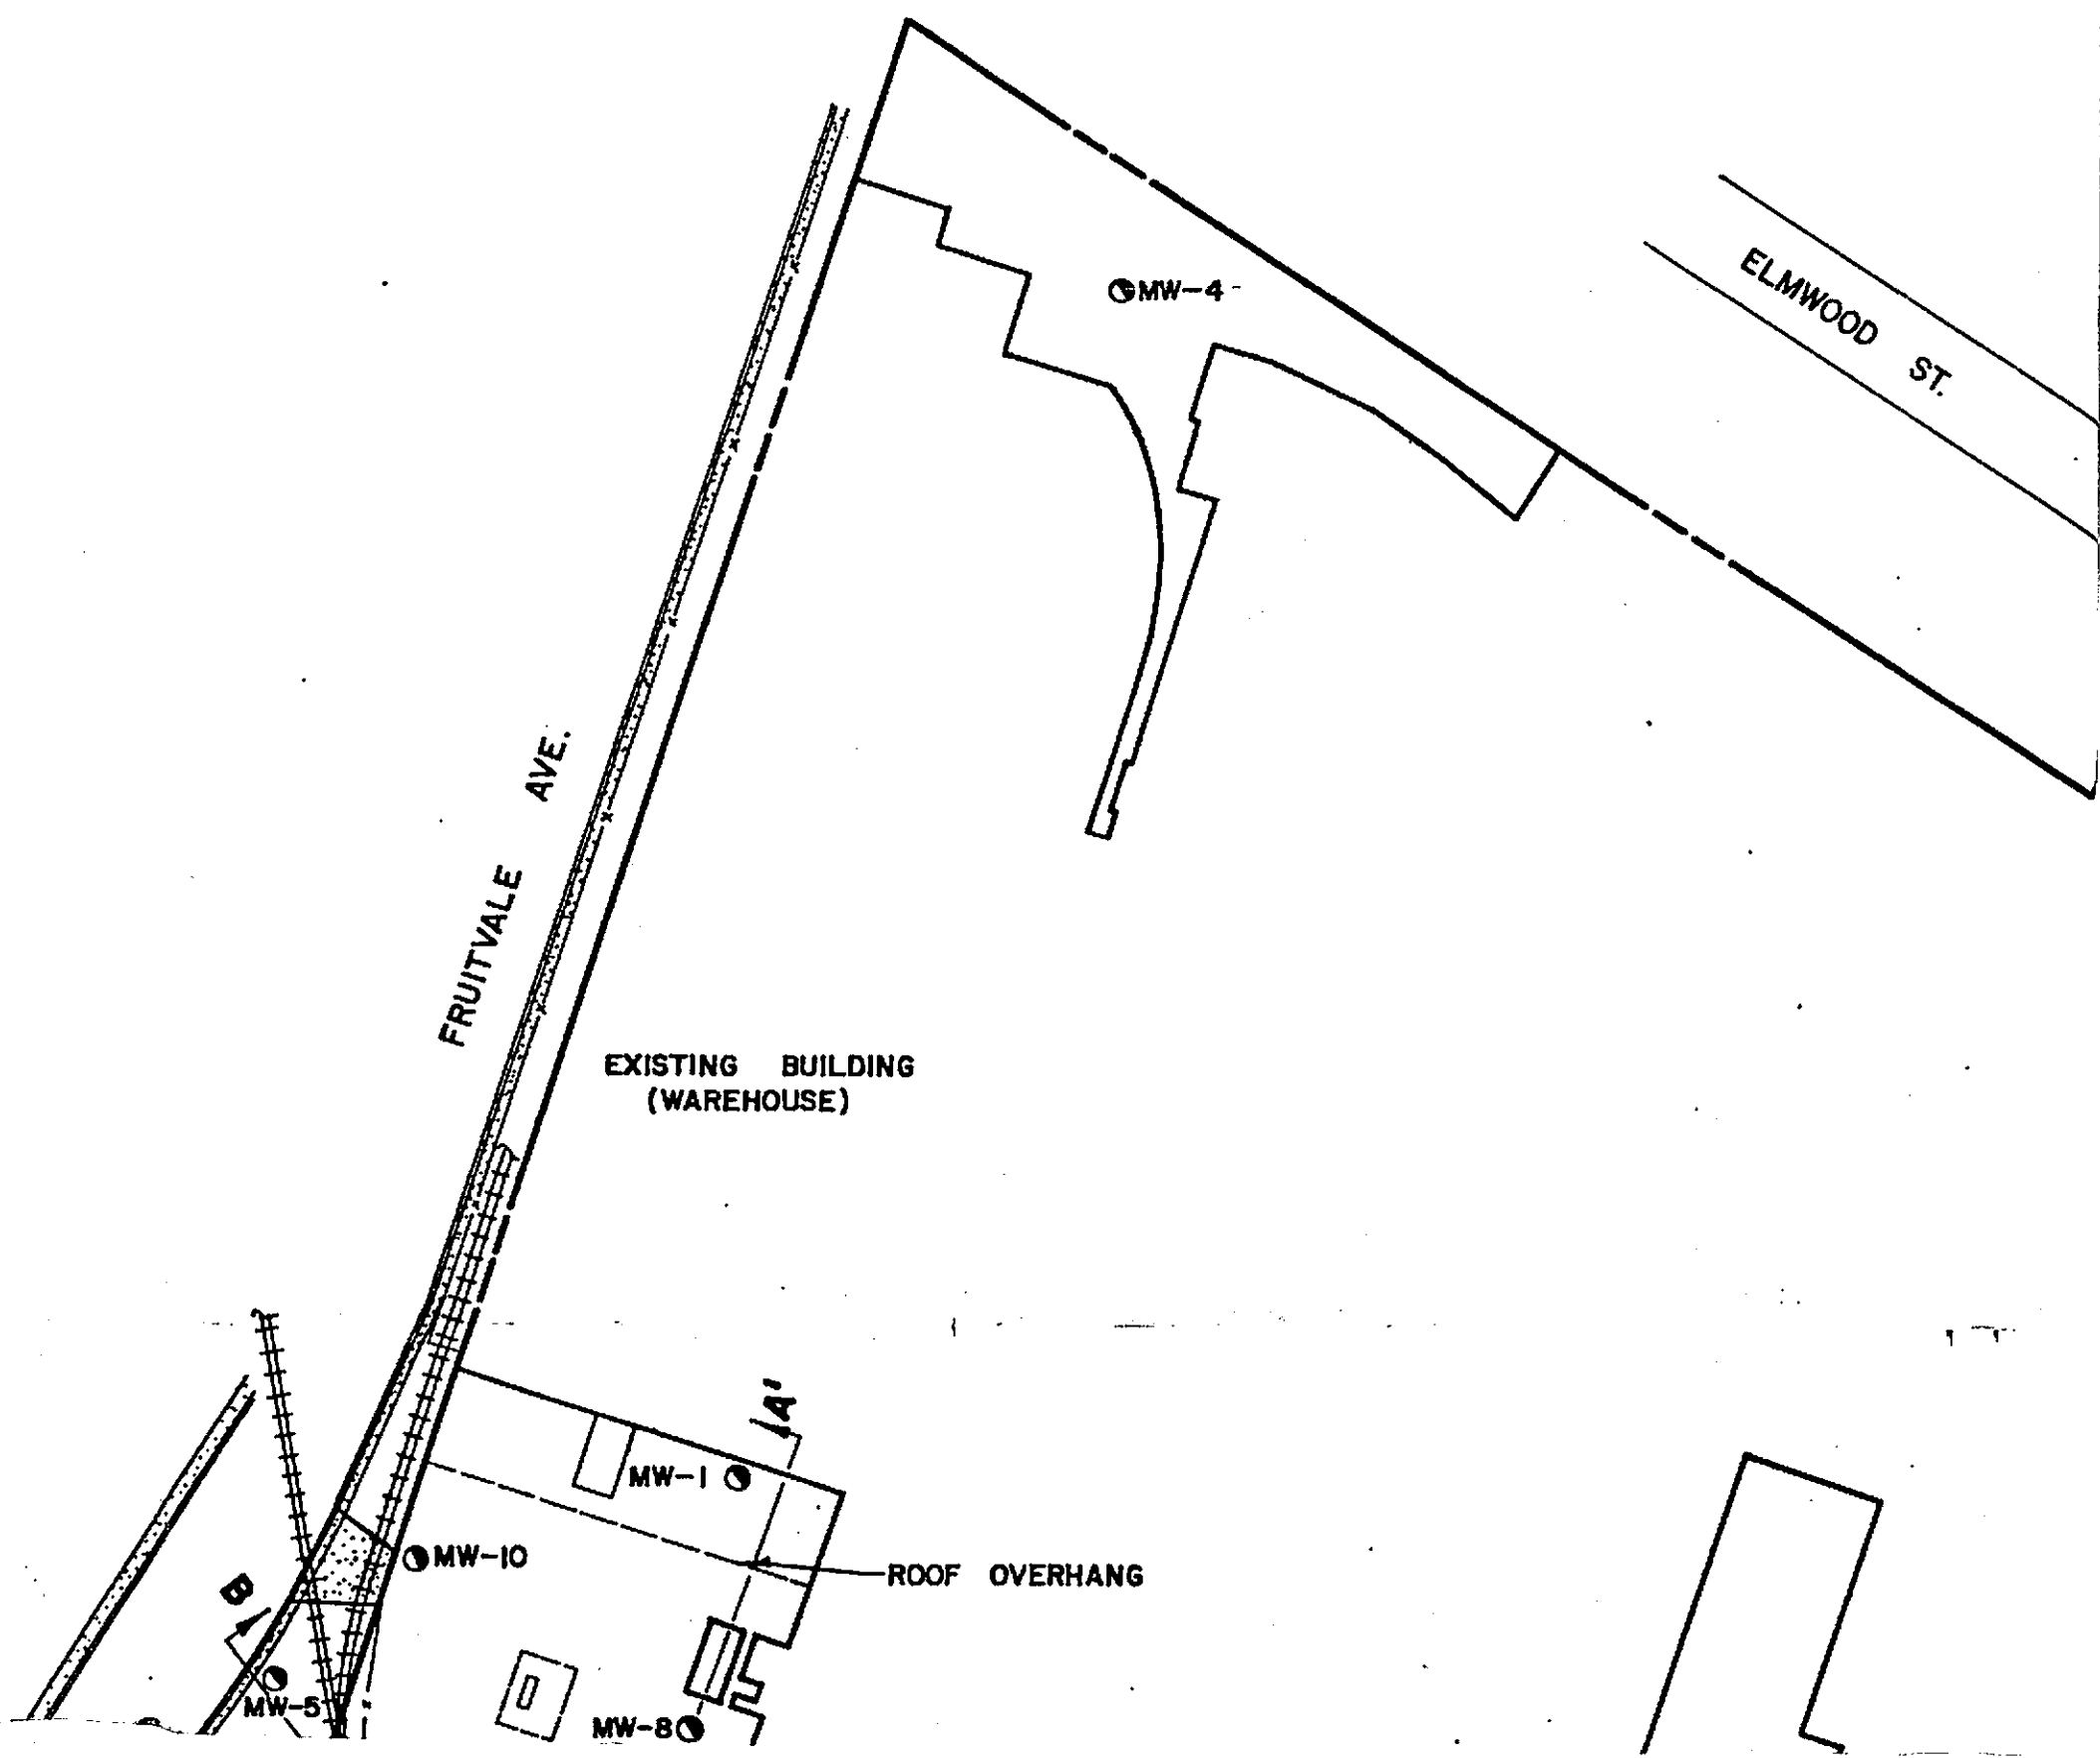 MW-4
ELMWOOD ST.
FRUITVALE AVE.
EXISTING BUILDING
(WAREHOUSE)
A'
MW-1
MW-10
ROOF OVERHANG
B
MW-5
MW-8